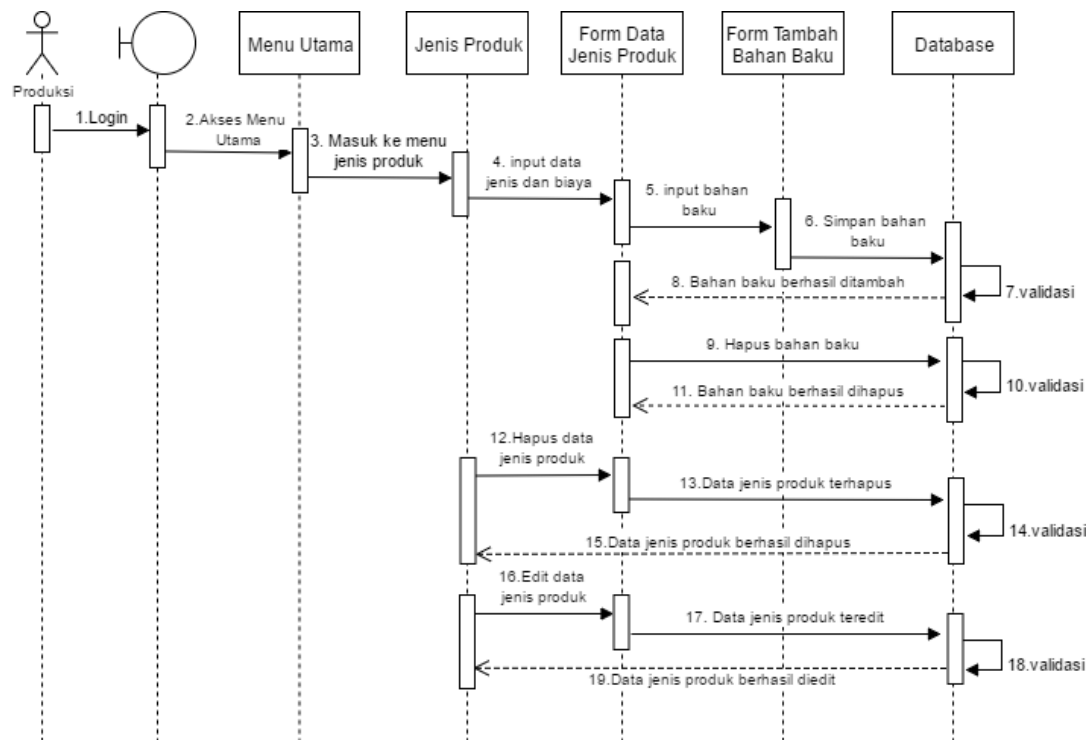 Menu Utama
Jenis Produk
Form Data
Jenis Produk
Form Tambah
Bahan Baku
Database
Produksi
1.Login
2.Akses Menu
Utama
3. Masuk ke menu
jenis produk
4. input data
jenis dan biaya
5. input bahan
baku
6. Simpan bahan
baku
7.validasi
8. Bahan baku berhasil ditambah
9. Hapus bahan baku
10.validasi
11. Bahan baku berhasil dihapus
12.Hapus data
jenis produk
13.Data jenis produk terhapus
14.validasi
15.Data jenis produk berhasil dihapus
16.Edit data
jenis produk
17. Data jenis produk teredit
18.validasi
19.Data jenis produk berhasil diedit